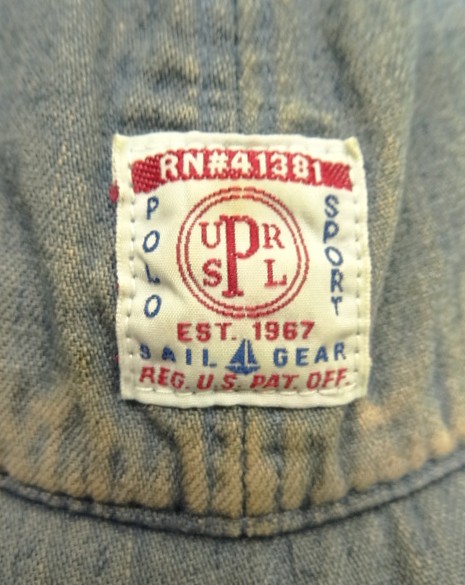 RN#41381
POLO
SPORT
U P R
S L
EST. 1967
SAIL GEAR
REG. U.S. PAT. OFF.